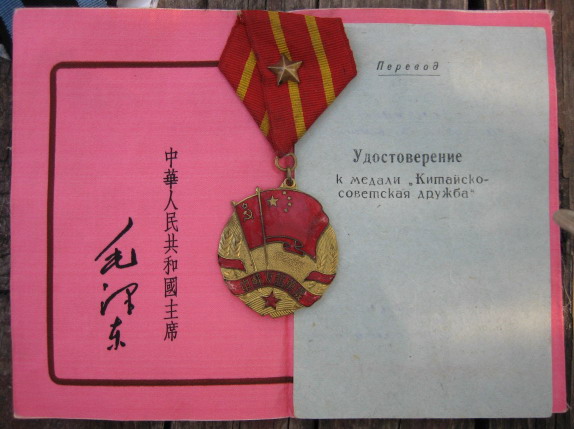 中華人民共和國主席
毛泽东
Перевод
Удостоверение
к медали „Китайско-
советская дружба"